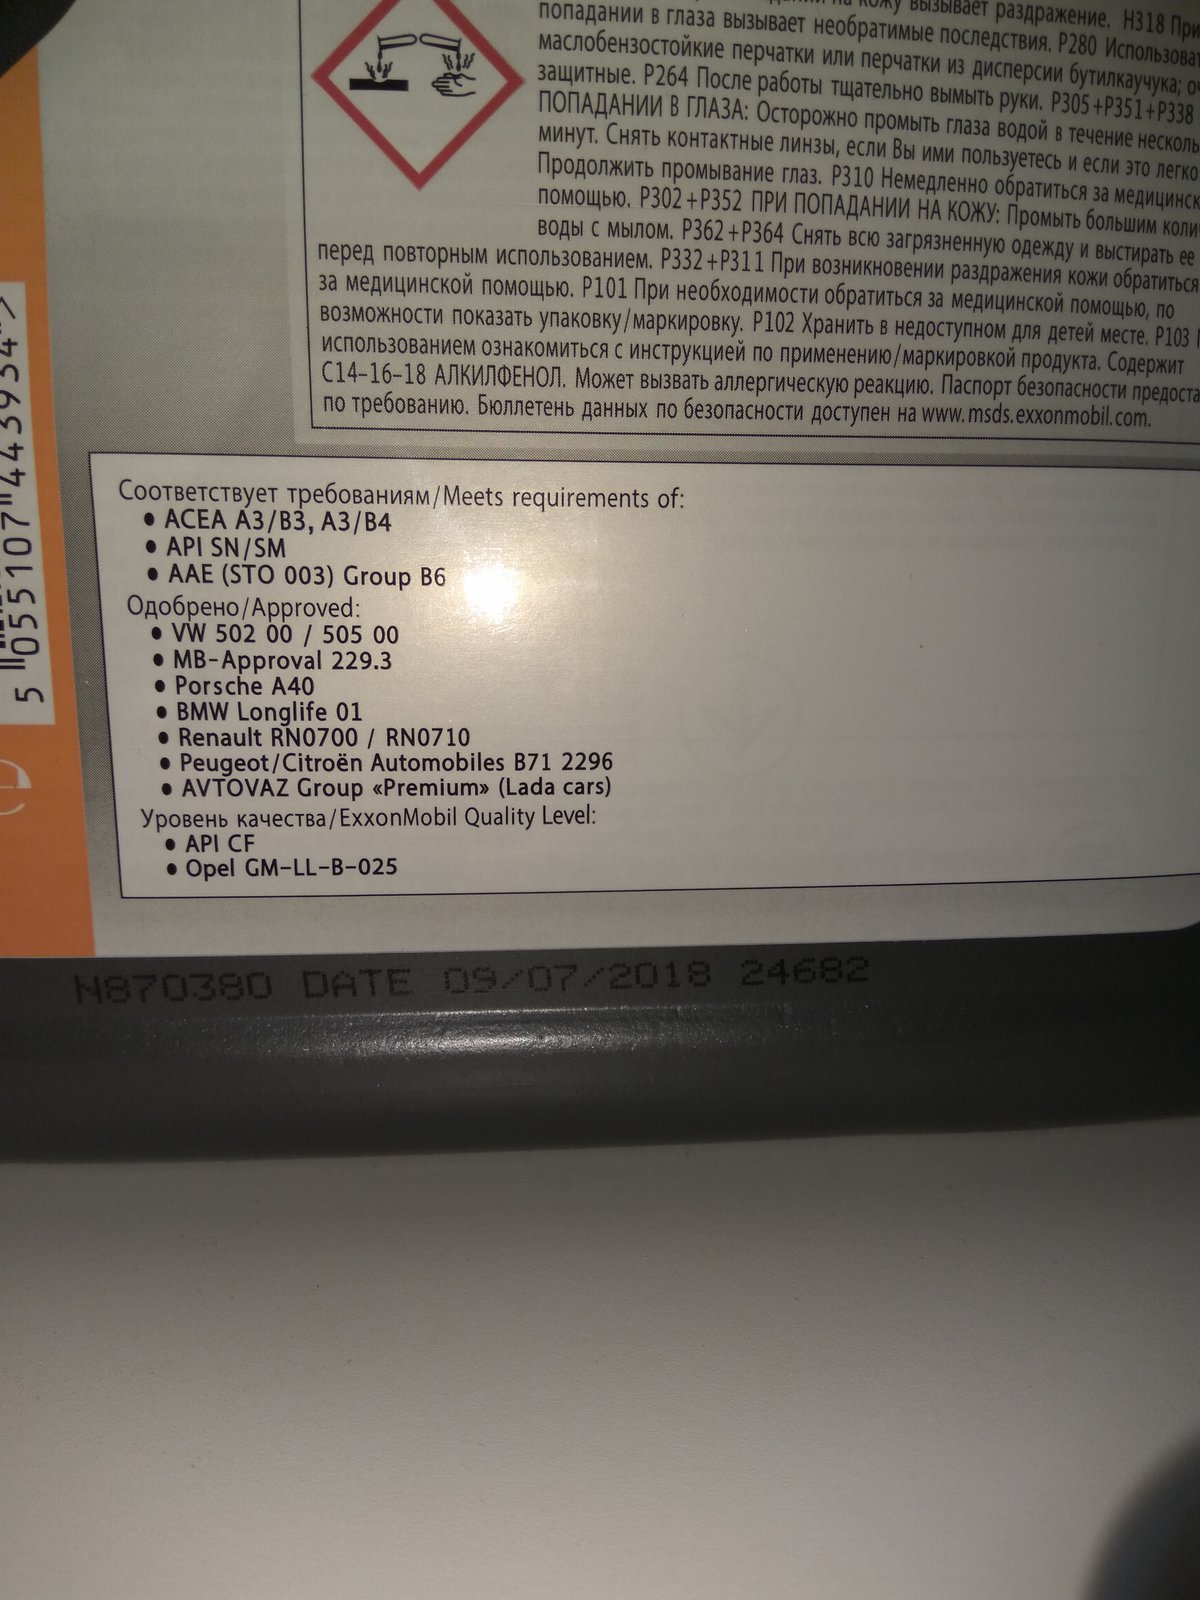 кожу вызывает раздражение. H318 При
попадании в глаза вызывает необратимые последствия. P280 Использоват
маслобензостойкие перчатки или перчатки из дисперсии бутилкаучука; оч
защитные. P264 После работы тщательно вымыть руки. P305+P351+P338
ПОПАДАНИИ В ГЛАЗА: Осторожно промыть глаза водой в течение нескольк
минут. Снять контактные линзы, если Вы ими пользуетесь и если это легко
Продолжить промывание глаз. P310 Немедленно обратиться за медицинск
помощью. P302+P352 ПРИ ПОПАДАНИИ НА КОЖУ: Промыть большим коли
воды с мылом. P362+P364 Снять всю загрязненную одежду и выстирать ее
перед повторным использованием. P332+P311 При возникновении раздражения кожи обратиться
за медицинской помощью. P101 При необходимости обратиться за медицинской помощью, по
возможности показать упаковку/маркировку. P102 Хранить в недоступном для детей месте. P103
использованием ознакомиться с инструкцией по применению/маркировкой продукта. Содержит
C14-16-18 АЛКИЛФЕНОЛ. Может вызвать аллергическую реакцию. Паспорт безопасности предоста
по требованию. Бюллетень данных по безопасности доступен на www.msds.exxonmobil.com.
5 055107 443934 >
e
Соответствует требованиям/Meets requirements of:
• ACEA A3/B3, A3/B4
• API SN/SM
• AAE (STO 003) Group B6
Одобрено/Approved:
• VW 502 00 / 505 00
• MB-Approval 229.3
• Porsche A40
• BMW Longlife 01
• Renault RN0700 / RN0710
• Peugeot/Citroën Automobiles B71 2296
• AVTOVAZ Group «Premium» (Lada cars)
Уровень качества/ExxonMobil Quality Level:
• API CF
• Opel GM-LL-B-025
N870380 DATE 09/07/2018 24682